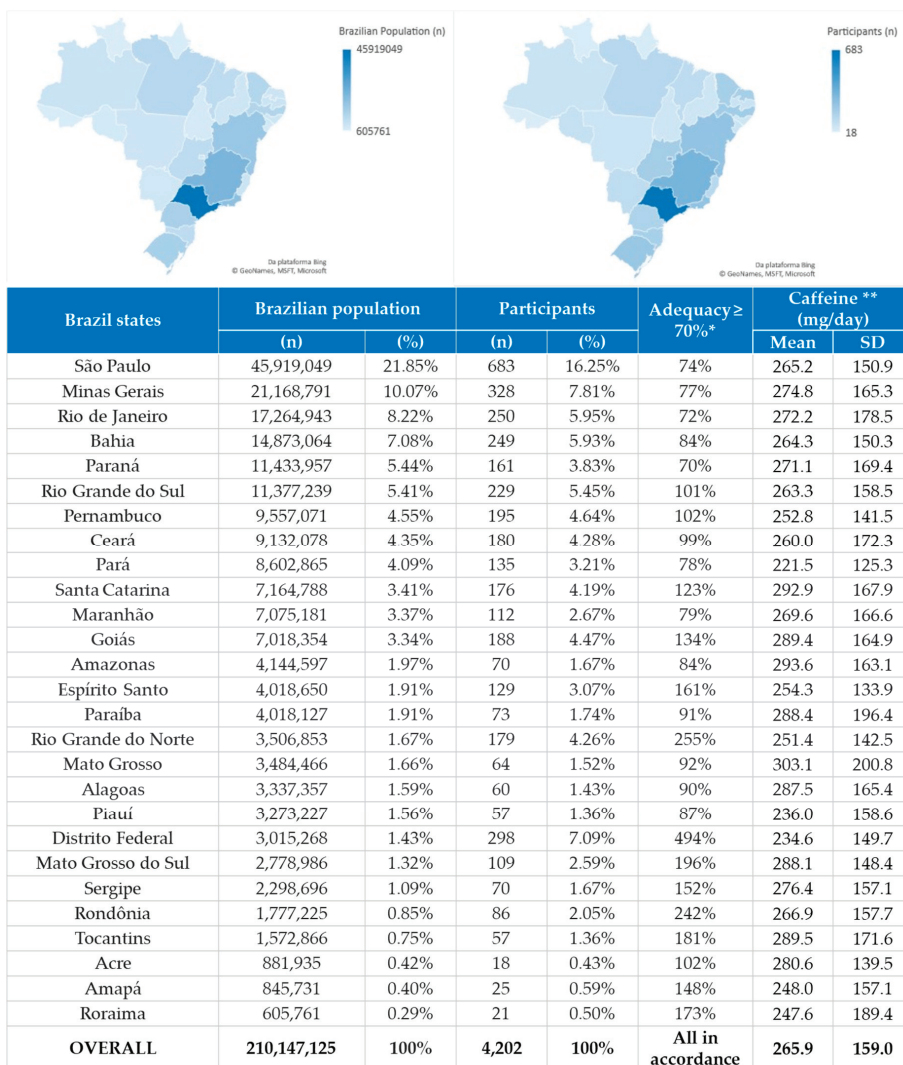 Brazilian Population (n)
45919049
605761
Da plataforma Bing
© GeoNames, MSFT, Microsoft
Participants (n)
683
18
Da plataforma Bing
© GeoNames, MSFT, Microsoft
Brazil states Brazilian population Participants Adequacy ≥ 70%* Caffeine ** (mg/day)
(n) (%) (n) (%) Mean SD
São Paulo 45,919,049 21.85% 683 16.25% 74% 265.2 150.9
Minas Gerais 21,168,791 10.07% 328 7.81% 77% 274.8 165.3
Rio de Janeiro 17,264,943 8.22% 250 5.95% 72% 272.2 178.5
Bahia 14,873,064 7.08% 249 5.93% 84% 264.3 150.3
Paraná 11,433,957 5.44% 161 3.83% 70% 271.1 169.4
Rio Grande do Sul 11,377,239 5.41% 229 5.45% 101% 263.3 158.5
Pernambuco 9,557,071 4.55% 195 4.64% 102% 252.8 141.5
Ceará 9,132,078 4.35% 180 4.28% 99% 260.0 172.3
Pará 8,602,865 4.09% 135 3.21% 78% 221.5 125.3
Santa Catarina 7,164,788 3.41% 176 4.19% 123% 292.9 167.9
Maranhão 7,075,181 3.37% 112 2.67% 79% 269.6 166.6
Goiás 7,018,354 3.34% 188 4.47% 134% 289.4 164.9
Amazonas 4,144,597 1.97% 70 1.67% 84% 293.6 163.1
Espírito Santo 4,018,650 1.91% 129 3.07% 161% 254.3 133.9
Paraíba 4,018,127 1.91% 73 1.74% 91% 288.4 196.4
Rio Grande do Norte 3,506,853 1.67% 179 4.26% 255% 251.4 142.5
Mato Grosso 3,484,466 1.66% 64 1.52% 92% 303.1 200.8
Alagoas 3,337,357 1.59% 60 1.43% 90% 287.5 165.4
Piauí 3,273,227 1.56% 57 1.36% 87% 236.0 158.6
Distrito Federal 3,015,268 1.43% 298 7.09% 494% 234.6 149.7
Mato Grosso do Sul 2,778,986 1.32% 109 2.59% 196% 288.1 148.4
Sergipe 2,298,696 1.09% 70 1.67% 152% 276.4 157.1
Rondônia 1,777,225 0.85% 86 2.05% 242% 266.9 157.7
Tocantins 1,572,866 0.75% 57 1.36% 181% 289.5 171.6
Acre 881,935 0.42% 18 0.43% 102% 280.6 139.5
Amapá 845,731 0.40% 25 0.59% 148% 248.0 157.1
Roraima 605,761 0.29% 21 0.50% 173% 247.6 189.4
OVERALL 210,147,125 100% 4,202 100% All in accordance 265.9 159.0